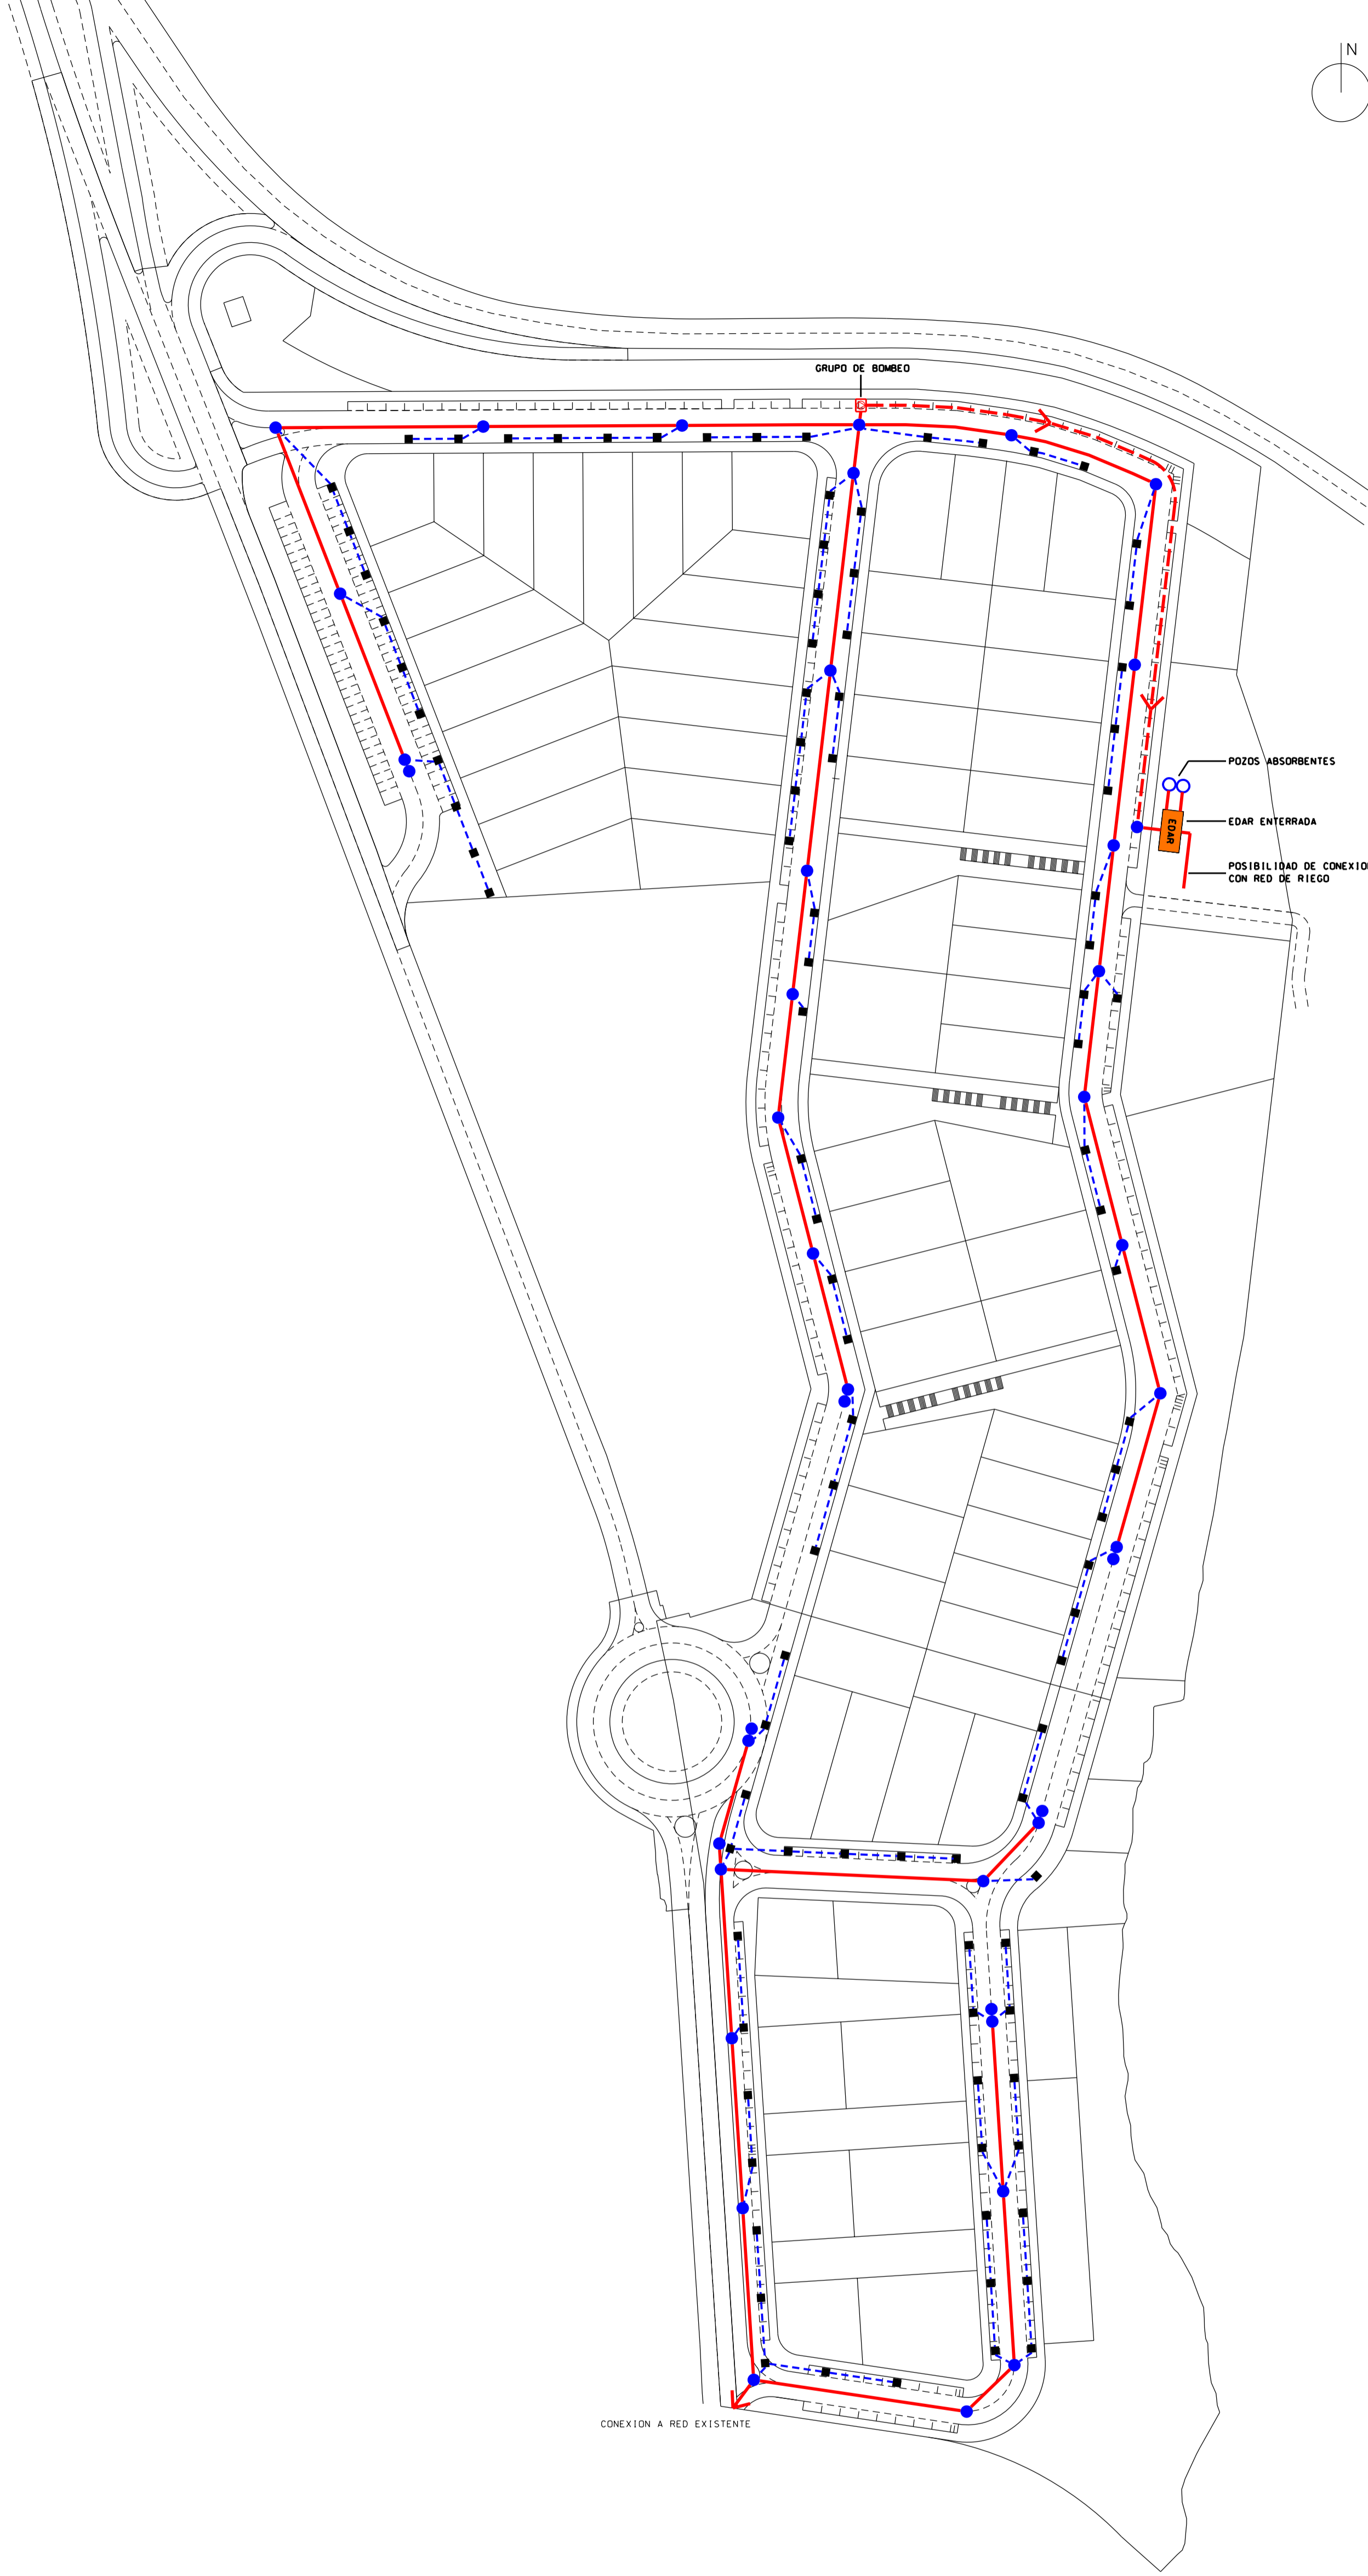 N
GRUPO DE BOMBEO
POZOS ABSORBENTES
EDAR
EDAR ENTERRADA
POSIBILIDAD DE CONEXIO
CON RED DE RIEGO
CONEXION A RED EXISTENTE